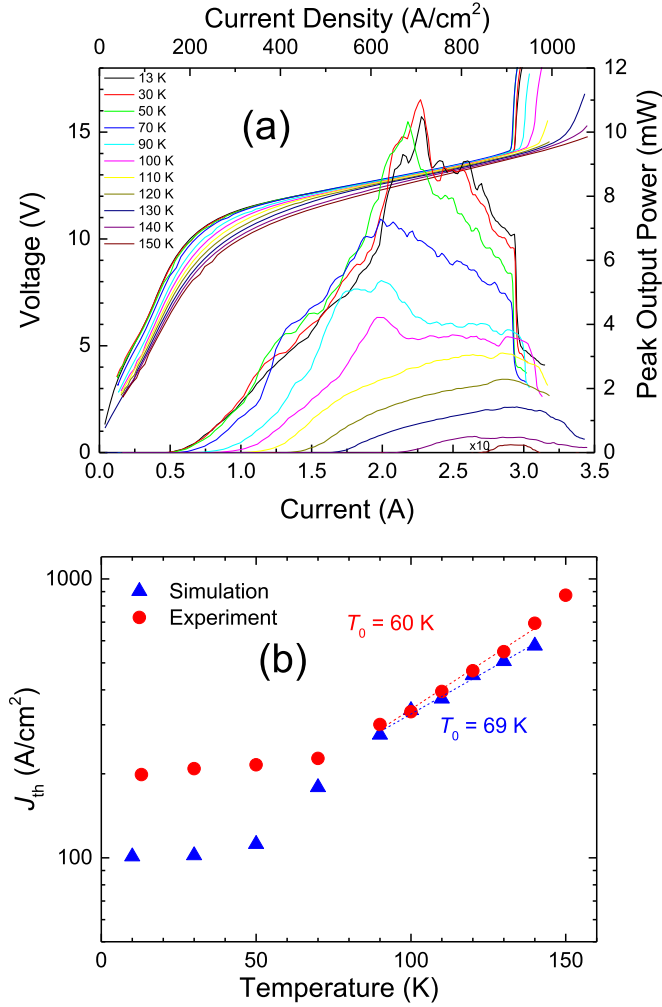 Current Density (A/cm²)
0 200 400 600 800 1000
13 K
30 K
50 K
70 K
90 K
100 K
110 K
120 K
130 K
140 K
150 K
(a)
Voltage (V)
15
10
5
0
Peak Output Power (mW)
12
10
8
6
4
2
0
x10
0.0 0.5 1.0 1.5 2.0 2.5 3.0 3.5
Current (A)
1000
100
Simulation
Experiment
T₀ = 60 K
(b)
T₀ = 69 K
Jth (A/cm²)
0 50 100 150
Temperature (K)